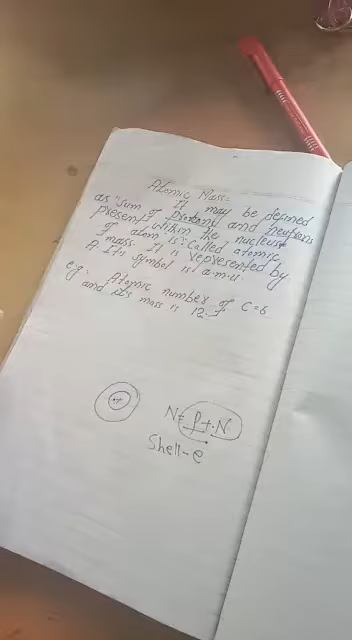 Atomic Mass:-
It may be defined
as "sum of protons and neutrons
present within the nucleus
of atom is called atomic
mass. It is represented by
A. It's symbol is a.m.u.
e.g:- Atomic number of C=6
and it's mass is 12.
+
N= P+N
Shell-e